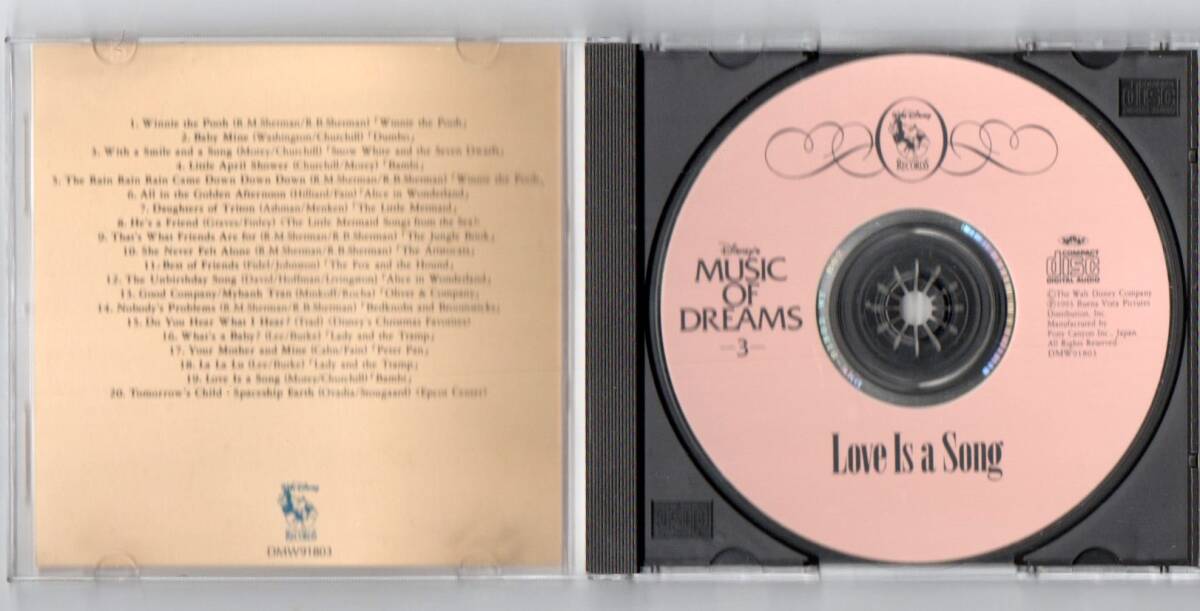 1. Winnie the Pooh (R.M.Sherman/R.B.Sherman)「Winnie the Pooh」
2. Baby Mine (Washington/Churchill)「Dumbo」
3. With a Smile and a Song (Morey/Churchill)「Snow White and the Seven Dwarfs」
4. Little April Shower (Churchill/Morey)「Bambi」
5. The Rain Rain Rain Came Down Down Down (R.M.Sherman/R.B.Sherman)「Winnie the Pooh」
6. All in the Golden Afternoon (Hilliard/Fain)「Alice in Wonderland」
7. Daughters of Triton (Ashman/Menken)「The Little Mermaid」
8. He's a Friend (Graves/Finley)〈The Little Mermaid Songs from the Sea〉
9. That's What Friends Are for (R.M.Sherman/R.B.Sherman)「The Jungle Book」
10. She Never Felt Alone (R.M.Sherman/R.B.Sherman)「The Aristocats」
11. Best of Friends (Fidel/Johnston)「The Fox and the Hound」
12. The Unbirthday Song (David/Hoffman/Livingston)「Alice in Wonderland」
13. Good Company/Myhanh Tran (Minkoff/Rocha)「Oliver & Company」
14. Nobody's Problems (R.M.Sherman/R.B.Sherman)「Bedknobs and Broomsticks」
15. Do You Hear What I Hear? (Trad)〈Disney's Christmas Favorites〉
16. What's a Baby? (Lee/Burke)「Lady and the Tramp」
17. Your Mother and Mine (Cahn/Fain)「Peter Pan」
18. La La Lu (Lee/Burke)「Lady and the Tramp」
19. Love Is a Song (Morey/Churchill)「Bambi」
20. Tomorrow's Child - Spaceship Earth (Ovadia/Stougaard)〈Epcot Center〉
WALT DISNEY
RECORDS
DMW91803
WALT DISNEY
RECORDS
Disney's
MUSIC
OF
DREAMS
3
COMPACT
disc
DIGITAL AUDIO
©The Walt Disney Company
Ⓟ1993 Buena Vista Pictures
Distribution, Inc.
Manufactured by
Pony Canyon Inc., Japan
All Rights Reserved
DMW91803
Love Is a Song
disc